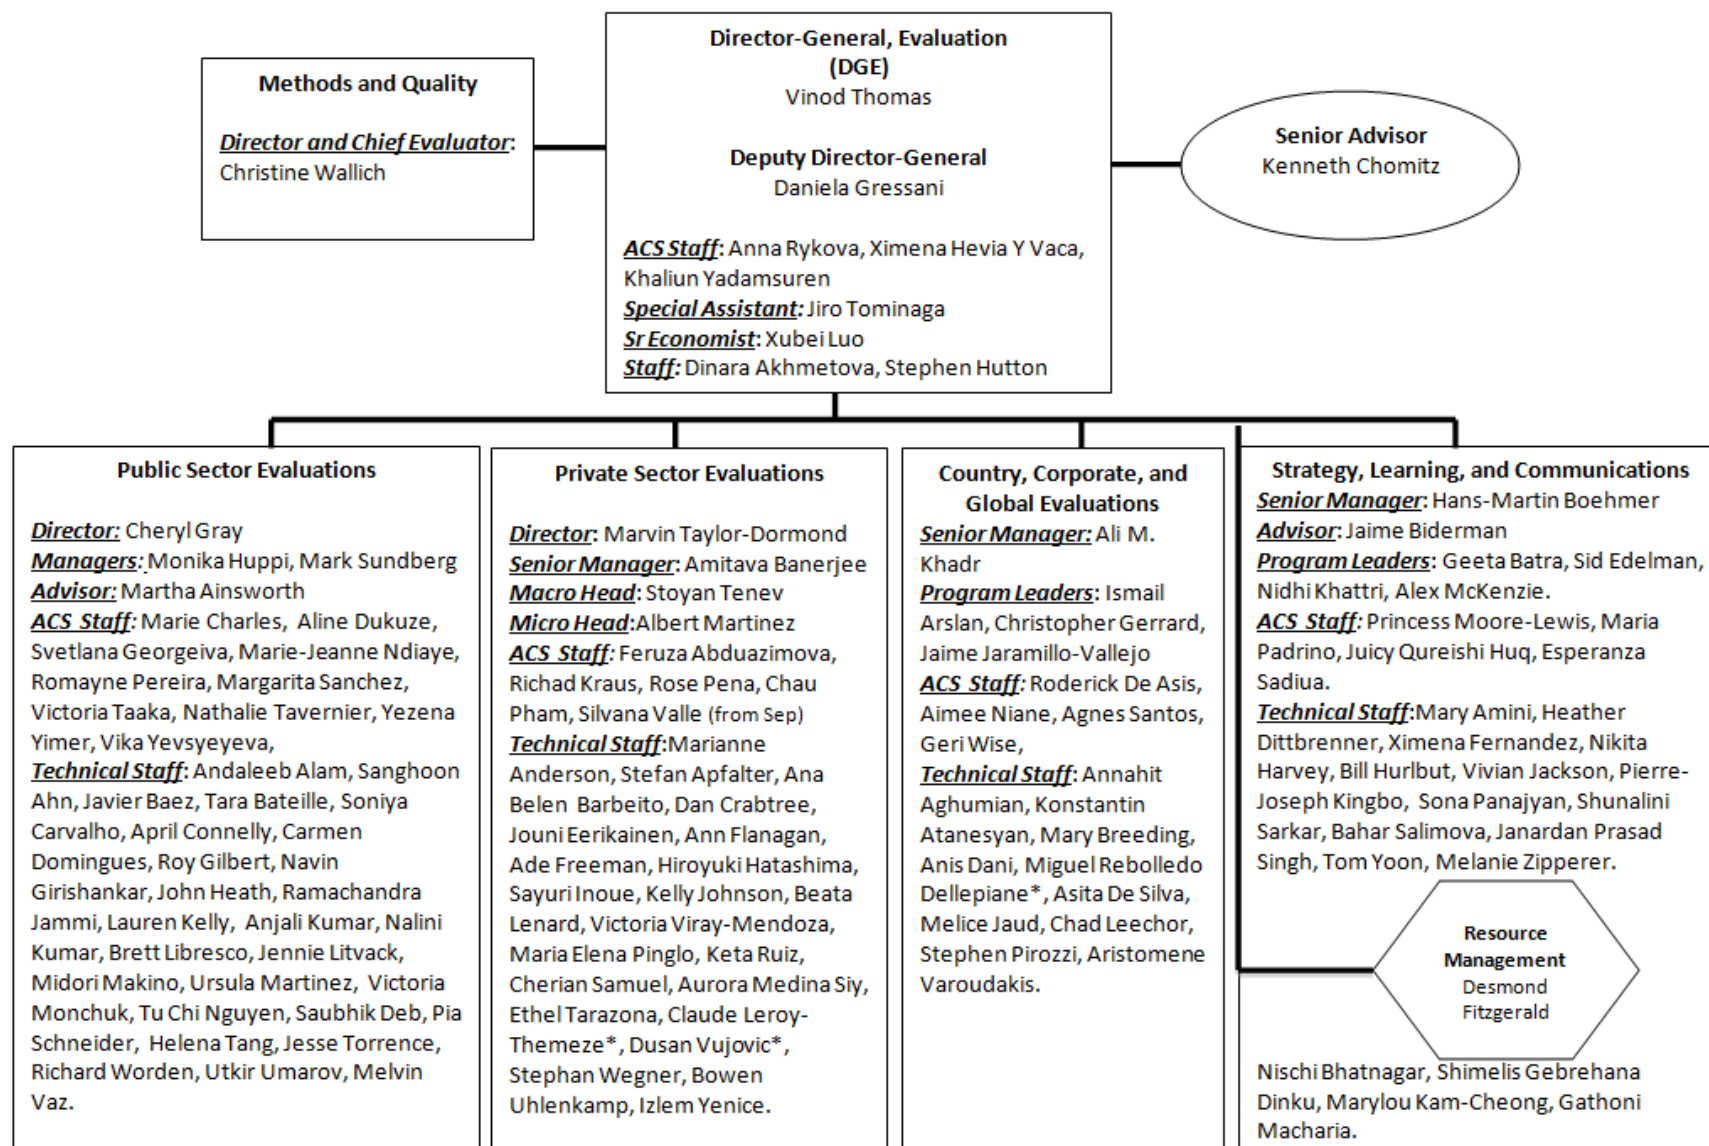 Director-General, Evaluation
(DGE)
Vinod Thomas
Deputy Director-General
Daniela Gressani
ACS Staff: Anna Rykova, Ximena Hevia Y Vaca,
Khaliun Yadamsuren
Special Assistant: Jiro Tominaga
Sr Economist: Xubei Luo
Staff: Dinara Akhmetova, Stephen Hutton
Methods and Quality
Director and Chief Evaluator:
Christine Wallich
Senior Advisor
Kenneth Chomitz
Public Sector Evaluations
Director: Cheryl Gray
Managers: Monika Huppi, Mark Sundberg
Advisor: Martha Ainsworth
ACS Staff: Marie Charles, Aline Dukuze,
Svetlana Georgeiva, Marie-Jeanne Ndiaye,
Romayne Pereira, Margarita Sanchez,
Victoria Taaka, Nathalie Tavernier, Yezena
Yimer, Vika Yevsyeyeva,
Technical Staff: Andaleeb Alam, Sanghoon
Ahn, Javier Baez, Tara Bateille, Soniya
Carvalho, April Connelly, Carmen
Domingues, Roy Gilbert, Navin
Girishankar, John Heath, Ramachandra
Jammi, Lauren Kelly, Anjali Kumar, Nalini
Kumar, Brett Libresco, Jennie Litvack,
Midori Makino, Ursula Martinez, Victoria
Monchuk, Tu Chi Nguyen, Saubhik Deb, Pia
Schneider, Helena Tang, Jesse Torrence,
Richard Worden, Utkir Umarov, Melvin
Vaz.
Private Sector Evaluations
Director: Marvin Taylor-Dormond
Senior Manager: Amitava Banerjee
Macro Head: Stoyan Tenev
Micro Head:Albert Martinez
ACS Staff: Feruza Abduazimova,
Richad Kraus, Rose Pena, Chau
Pham, Silvana Valle (from Sep)
Technical Staff:Marianne
Anderson, Stefan Apfalter, Ana
Belen Barbeito, Dan Crabtree,
Jouni Eerikainen, Ann Flanagan,
Ade Freeman, Hiroyuki Hatashima,
Sayuri Inoue, Kelly Johnson, Beata
Lenard, Victoria Viray-Mendoza,
Maria Elena Pinglo, Keta Ruiz,
Cherian Samuel, Aurora Medina Siy,
Ethel Tarazona, Claude Leroy-
Themeze*, Dusan Vujovic*,
Stephan Wegner, Bowen
Uhlenkamp, Izlem Yenice.
Country, Corporate, and
Global Evaluations
Senior Manager: Ali M.
Khadr
Program Leaders: Ismail
Arslan, Christopher Gerrard,
Jaime Jaramillo-Vallejo
ACS Staff: Roderick De Asis,
Aimee Niane, Agnes Santos,
Geri Wise,
Technical Staff: Annahit
Aghumian, Konstantin
Atanesyan, Mary Breeding,
Anis Dani, Miguel Rebolledo
Dellepiane*, Asita De Silva,
Melice Jaud, Chad Leechor,
Stephen Pirozzi, Aristomene
Varoudakis.
Strategy, Learning, and Communications
Senior Manager: Hans-Martin Boehmer
Advisor: Jaime Biderman
Program Leaders: Geeta Batra, Sid Edelman,
Nidhi Khattri, Alex McKenzie.
ACS Staff: Princess Moore-Lewis, Maria
Padrino, Juicy Qureishi Huq, Esperanza
Sadiua.
Technical Staff:Mary Amini, Heather
Dittbrenner, Ximena Fernandez, Nikita
Harvey, Bill Hurlbut, Vivian Jackson, Pierre-
Joseph Kingbo, Sona Panajyan, Shunalini
Sarkar, Bahar Salimova, Janardan Prasad
Singh, Tom Yoon, Melanie Zipperer.
Resource
Management
Desmond
Fitzgerald
Nischi Bhatnagar, Shimelis Gebrehana
Dinku, Marylou Kam-Cheong, Gathoni
Macharia.